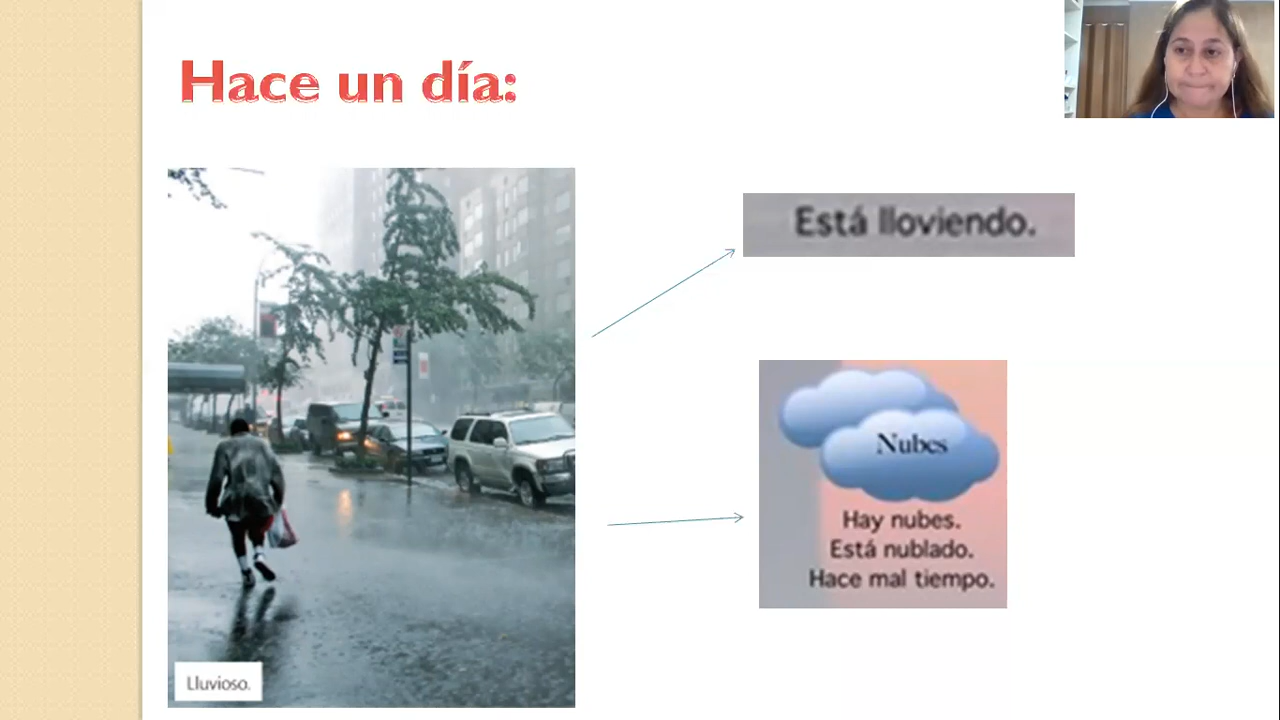 Hace un día:
Está lloviendo.
Nubes
Hay nubes.
Está nublado.
Hace mal tiempo.
Lluvioso.